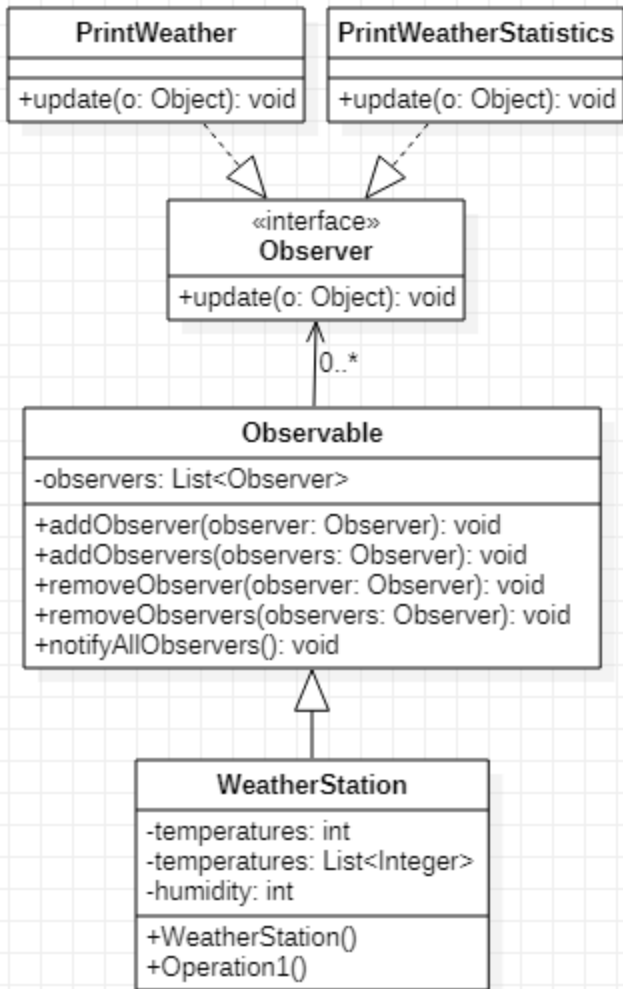 PrintWeather
+update(o: Object): void
PrintWeatherStatistics
+update(o: Object): void
«interface»
Observer
+update(o: Object): void
0..*
Observable
-observers: List<Observer>
+addObserver(observer: Observer): void
+addObservers(observers: Observer): void
+removeObserver(observer: Observer): void
+removeObservers(observers: Observer): void
+notifyAllObservers(): void
WeatherStation
-temperatures: int
-temperatures: List<Integer>
-humidity: int
+WeatherStation()
+Operation1()